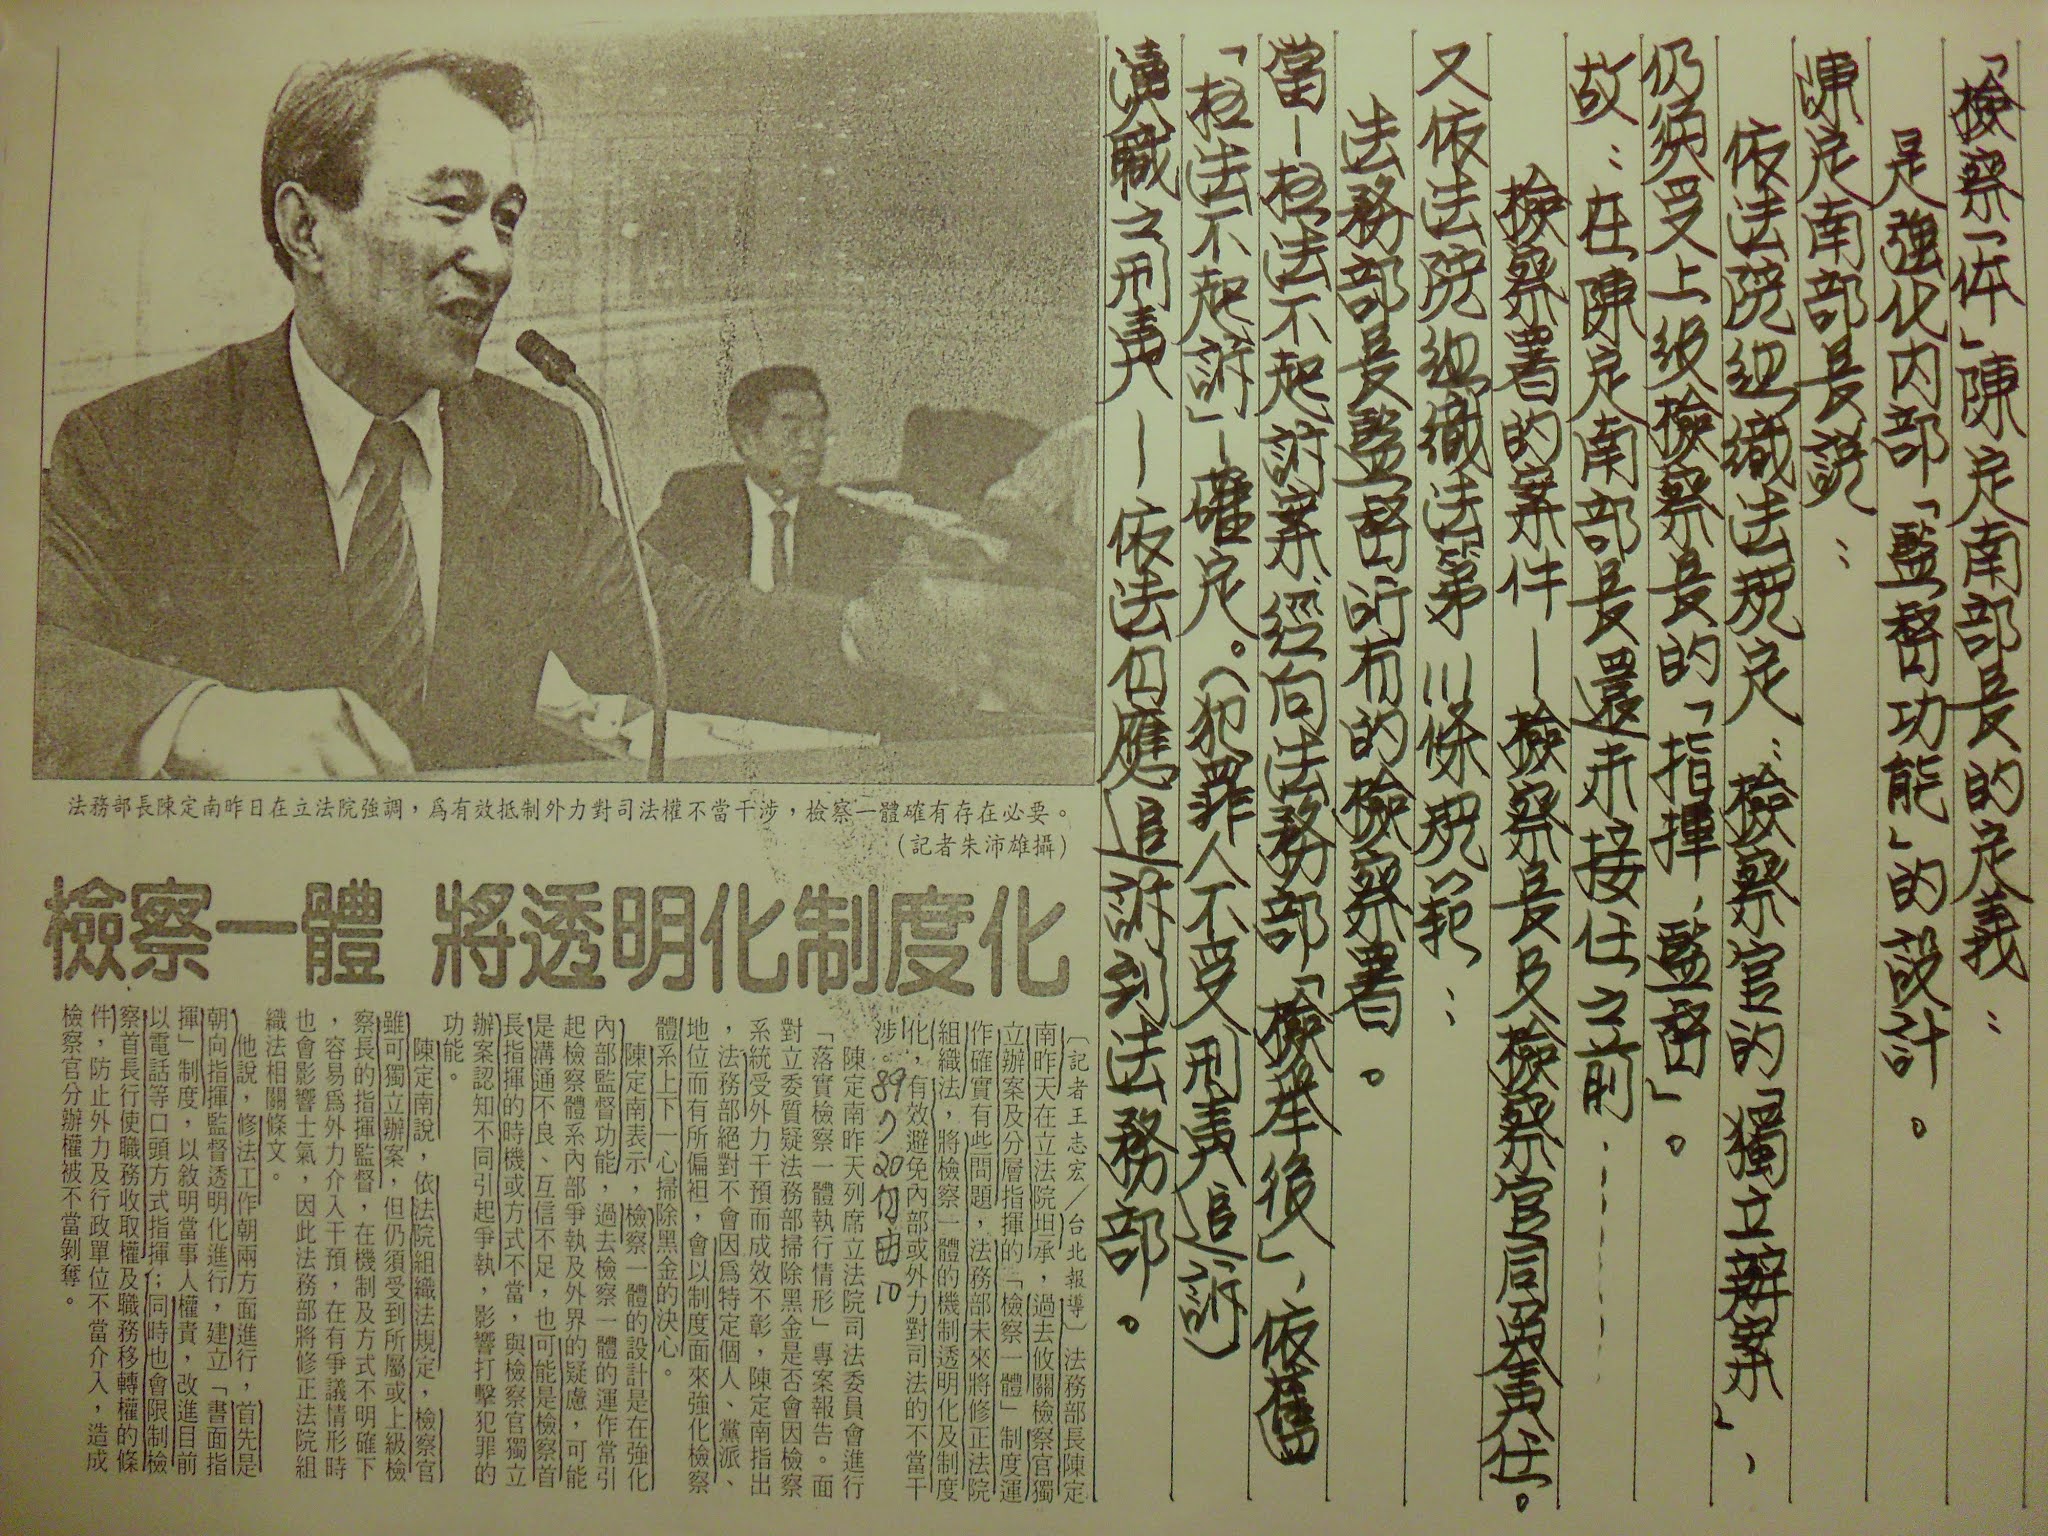 「檢察一体」陳定南部長的定義：
是強化内部「監督功能」的設計。
陳定南部長說：
依法院組織法規定：檢察官的「獨立辦案」、
仍須受上級檢察長的「指揮，監督」。
故：在陳定南部長還未接任之前……
檢察署的案件－檢察長及檢察官同罪責任。
又依法院組織法第111條規範：
法務部長監督所有的檢察署。
當－枉法不起訴案經向法務部「檢舉後」，依舊
「枉法不起訴」－確定。（犯罪人不受刑責追訴）
瀆職之刑責－依法但應追訴到法務部。
法務部長陳定南昨日在立法院強調，為有效抵制外力對司法權不當干涉，檢察一體確有存在必要。
（記者朱沛雄攝）
檢察一體 將透明化制度化
〔記者王志宏／台北報導〕法務部長陳定
南昨天在立法院坦承，過去攸關檢察官獨
立辦案及分層指揮的「檢察一體」制度運
作確實有些問題，法務部未來將修正法院
組織法，將檢察一體的機制透明化及制度
化，有效避免內部或外力對司法的不當干
涉。
89 7 20 自由 10
陳定南昨天列席立法院司法委員會進行
「落實檢察一體執行情形」專案報告。面
對立委質疑法務部掃除黑金是否會因檢察
系統受外力干預而成效不彰，陳定南指出
，法務部絕對不會因為特定個人、黨派、
地位而有所偏袒，會以制度面來強化檢察
體系上下一心掃除黑金的決心。
陳定南表示，檢察一體的設計是在強化
內部監督功能，過去檢察一體的運作常引
起檢察體系內部爭執及外界的疑慮，可能
是溝通不良、互信不足，也可能是檢察首
長指揮的時機或方式不當，與檢察官獨立
辦案認知不同引起爭執，影響打擊犯罪的
功能。
陳定南說，依法院組織法規定，檢察官
雖可獨立辦案，但仍須受到所屬或上級檢
察長的指揮監督，在機制及方式不明確下
，容易為外力介入干預，在有爭議情形時
也會影響士氣，因此法務部將修正法院組
織法相關條文。
他說，修法工作朝兩方面進行，首先是
朝向指揮監督透明化進行，建立「書面指
揮」制度，以敘明當事人權責，改進目前
以電話等口頭方式指揮；同時也會限制檢
察首長行使職務收取權及職務移轉權的條
件，防止外力及行政單位不當介入，造成
檢察官分辦權被不當剝奪。